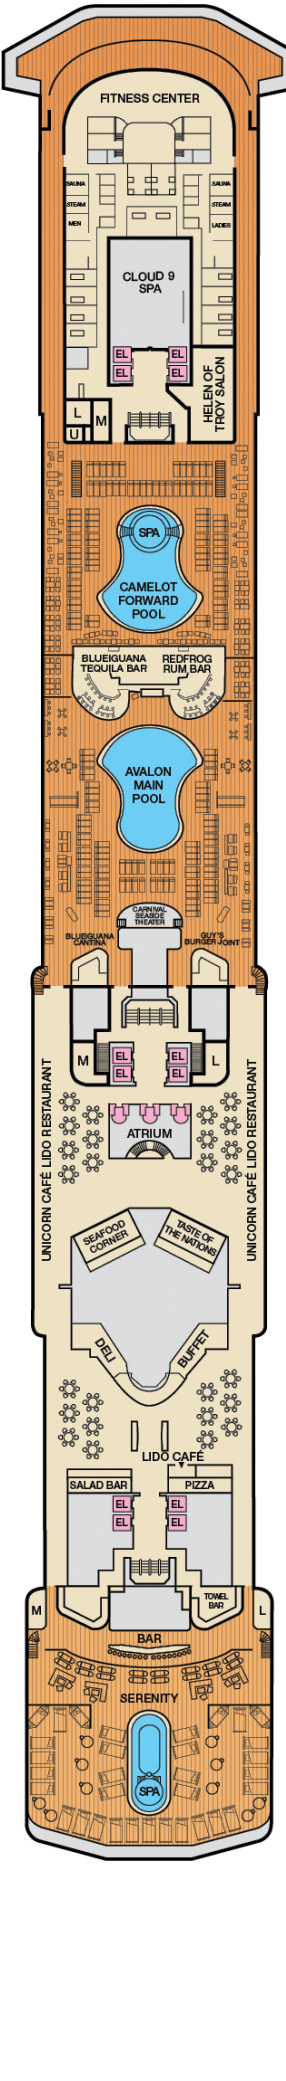 FITNESS CENTER
SAUNA
SAUNA
STEAM
STEAM
MEN
LADIES
CLOUD 9
SPA
EL
EL
EL
EL
HELEN OF
TROY SALON
L
M
U
SPA
CAMELOT
FORWARD
POOL
BLUEIGUANA
TEQUILA BAR
REDFROG
RUM BAR
AVALON
MAIN
POOL
CARNIVAL
SEASIDE
THEATER
BLUEIGUANA
CANTINA
GUY'S
BURGER JOINT
M
EL
EL
EL
EL
L
UNICORN CAFÉ LIDO RESTAURANT
UNICORN CAFÉ LIDO RESTAURANT
ATRIUM
SEAFOOD
CORNER
TASTE OF
THE NATIONS
DELI
BUFFET
LIDO CAFÉ
SALAD BAR
PIZZA
EL
EL
EL
EL
TOWEL
BAR
M
L
BAR
SERENITY
SPA